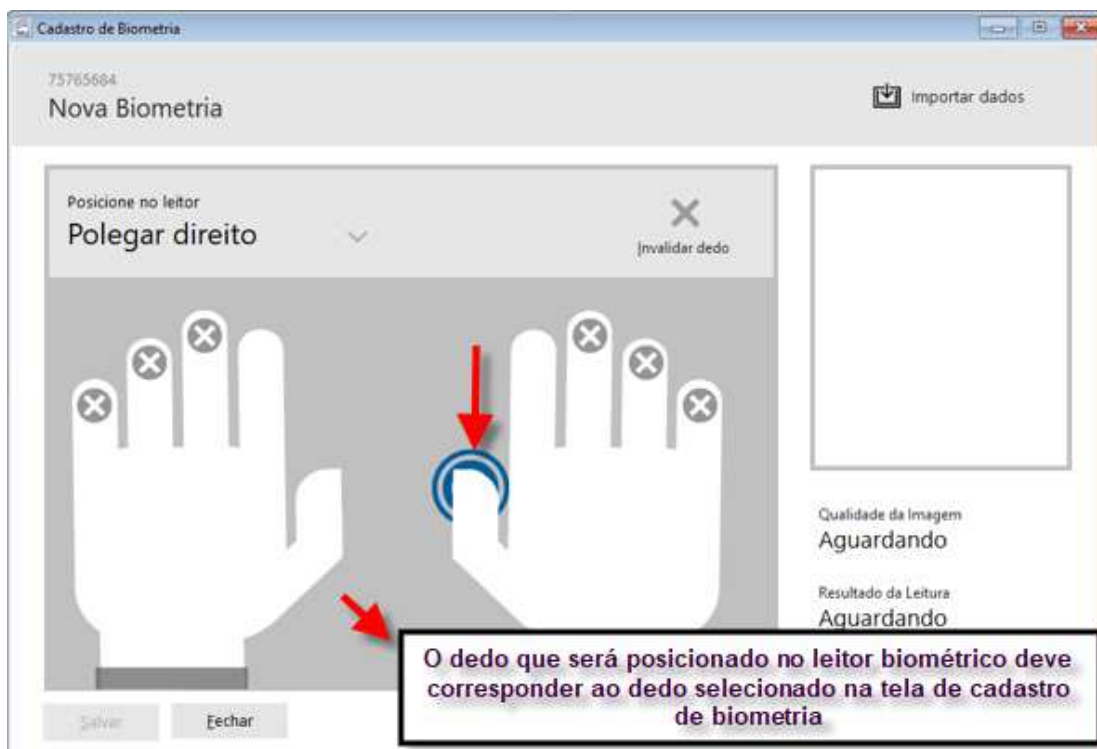 Cadastro de Biometria
75765684
Nova Biometria
Importar dados
Posicione no leitor
Polegar direito
Invalidar dedo
Qualidade da Imagem
Aguardando
Resultado da Leitura
Aguardando
O dedo que será posicionado no leitor biométrico deve
corresponder ao dedo selecionado na tela de cadastro
de biometria
Salvar
Fechar